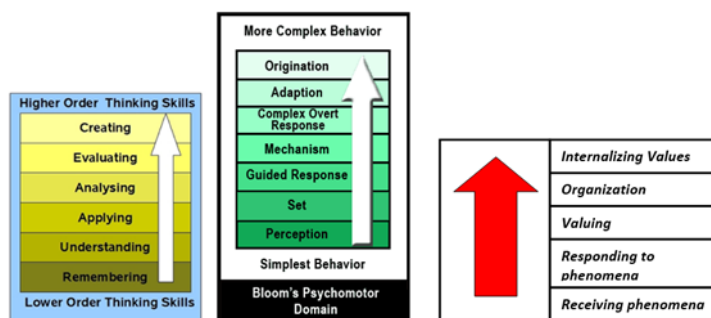 Higher Order Thinking Skills
Creating
Evaluating
Analysing
Applying
Understanding
Remembering
Lower Order Thinking Skills
More Complex Behavior
Origination
Adaption
Complex Overt
Response
Mechanism
Guided Response
Set
Perception
Simplest Behavior
Bloom's Psychomotor
Domain
Internalizing Values
Organization
Valuing
Responding to
phenomena
Receiving phenomena